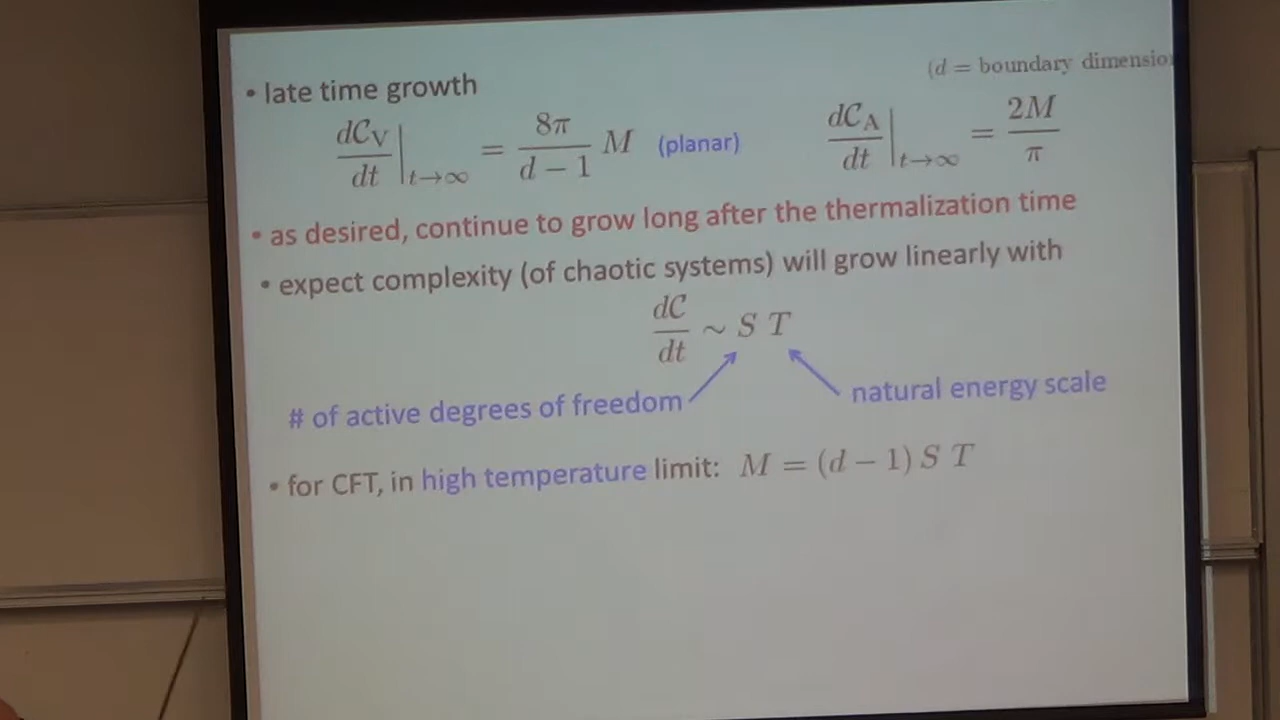 (d = boundary dimensio
• late time growth
dC_V/dt |_{t→∞} = 8π/(d − 1) M (planar) dC_A/dt |_{t→∞} = 2M/π
• as desired, continue to grow long after the thermalization time
• expect complexity (of chaotic systems) will grow linearly with
dC/dt ~ S T
# of active degrees of freedom natural energy scale
• for CFT, in high temperature limit: M = (d − 1) S T